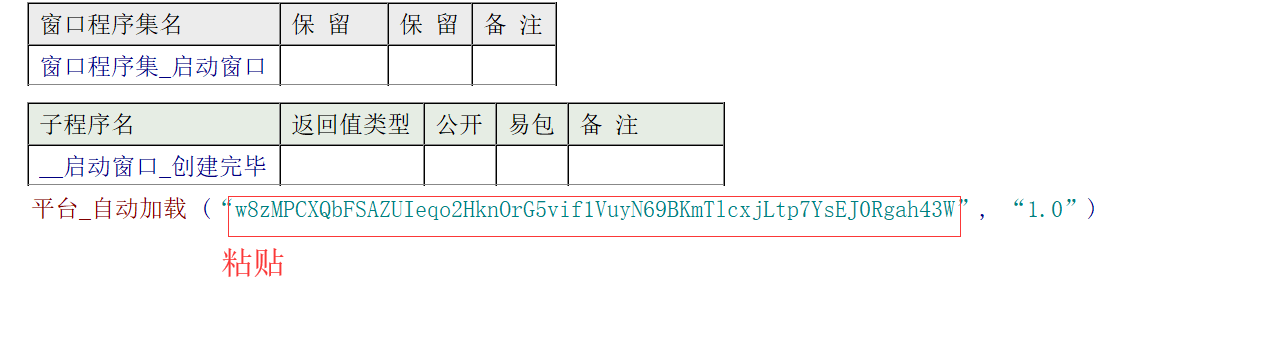 窗口程序集名 保 留 保 留 备 注
窗口程序集_启动窗口
子程序名 返回值类型 公开 易包 备 注
__启动窗口_创建完毕
平台_自动加载 (“w8zMPCXQbFSAZUIeqo2HknOrG5vif1VuyN69BKmTlcxjLtp7YsEJ0Rgah43W”, “1.0”)
粘贴